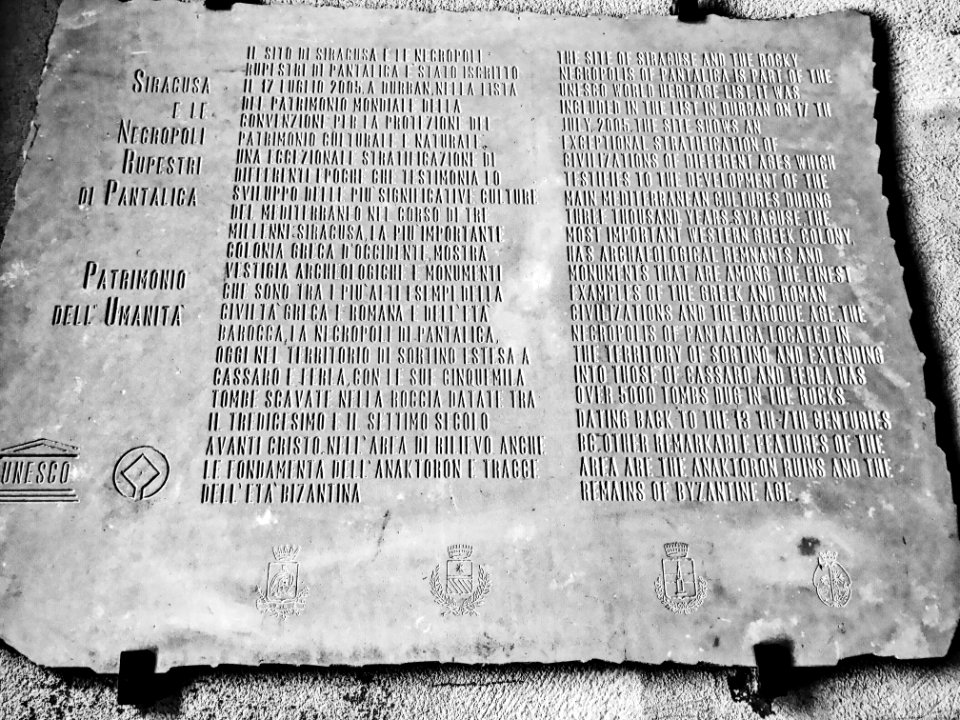 SIRACUSA
E LE
NECROPOLI
RUPESTRI
DI PANTALICA
PATRIMONIO
DELL' UMANITÀ
UNESCO
IL SITO DI SIRACUSA E LE NECROPOLI
RUPESTRI DI PANTALICA È STATO ISCRITTO
IL 17 LUGLIO 2005, A DURBAN, NELLA LISTA
DEL PATRIMONIO MONDIALE DELLA
CONVENZIONE PER LA PROTEZIONE DEL
PATRIMONIO CULTURALE E NATURALE.
UNA ECCEZIONALE STRATIFICAZIONE DI
DIFFERENTI EPOCHE CHE TESTIMONIA LO
SVILUPPO DELLE PIU' SIGNIFICATIVE CULTURE
DEL MEDITERRANEO NEL CORSO DI TRE
MILLENNI: SIRACUSA, LA PIU' IMPORTANTE
COLONIA GRECA D'OCCIDENTE, MOSTRA
VESTIGIA ARCHEOLOGICHE E MONUMENTI
CHE SONO TRA I PIU' ALTI ESEMPI DELLA
CIVILTA' GRECA E ROMANA E DELL'ETA'
BAROCCA, LA NECROPOLI DI PANTALICA,
OGGI NEL TERRITORIO DI SORTINO ESTESA A
CASSARO E FERLA, CON LE SUE CINQUEMILA
TOMBE SCAVATE NELLA ROCCIA DATATE TRA
IL TREDICESIMO E IL SETTIMO SECOLO
AVANTI CRISTO. NELL' AREA DI RILIEVO ANCHE
LE FONDAMENTA DELL' ANAKTORON E TRACCE
DELL'ETA' BIZANTINA
THE SITE OF SIRACUSE AND THE ROCKY
NECROPOLIS OF PANTALICA IS PART OF THE
UNESCO WORLD HERITAGE LIST. IT WAS
INCLUDED IN THE LIST IN DURBAN ON 17 TH
JULY, 2005. THE SITE SHOWS AN
EXCEPTIONAL STRATIFICATION OF
CIVILIZATIONS OF DIFFERENT AGES WHICH
TESTIFIES TO THE DEVELOPMENT OF THE
MAIN MEDITERRANEAN CULTURES DURING
THREE THOUSAND YEARS. SYRACUSE, THE
MOST IMPORTANT WESTERN GREEK COLONY,
HAS ARCHAEOLOGICAL REMNANTS AND
MONUMENTS THAT ARE AMONG THE FINEST
EXAMPLES OF THE GREEK AND ROMAN
CIVILIZATIONS AND THE BAROQUE AGE. THE
NECROPOLIS OF PANTALICA, LOCATED IN
THE TERRITORY OF SORTINO, AND EXTENDING
INTO THOSE OF CASSARO AND FERLA, HAS
OVER 5000 TOMBS DUG IN THE ROCKS,
DATING BACK TO THE 13 TH-7TH CENTURIES
BC. OTHER REMARKABLE FEATURES OF THE
AREA ARE THE ANAKTORON RUINS AND THE
REMAINS OF BYZANTINE AGE.